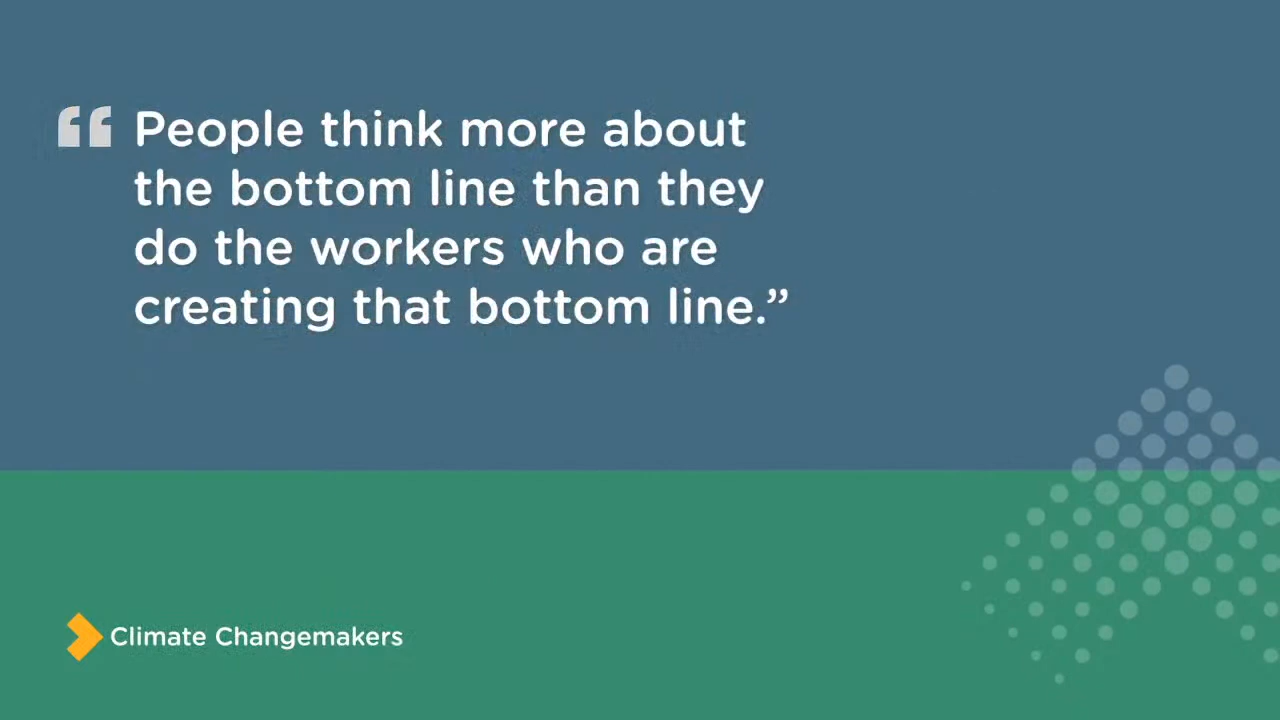 “People think more about
the bottom line than they
do the workers who are
creating that bottom line.”
Climate Changemakers